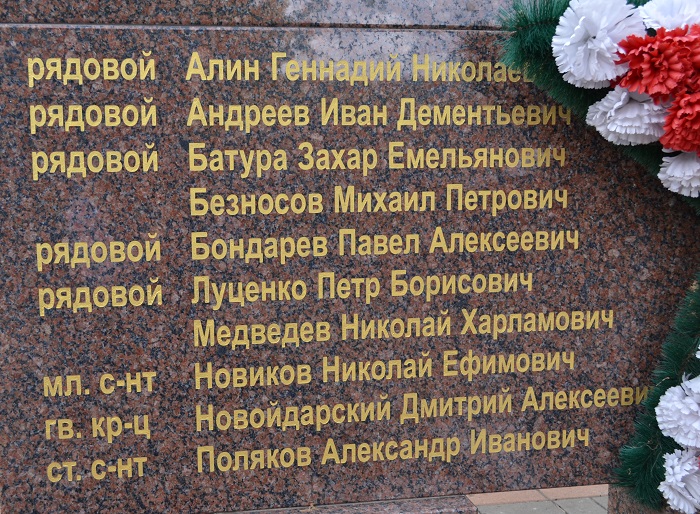 рядовой Алин Геннадий Николаев
рядовой Андреев Иван Дементьевич
рядовой Батура Захар Емельянович
Безносов Михаил Петрович
рядовой Бондарев Павел Алексеевич
рядовой Луценко Петр Борисович
Медведев Николай Харламович
мл. с-нт Новиков Николай Ефимович
гв. кр-ц Новойдарский Дмитрий Алексееви
ст. с-нт Поляков Александр Иванович